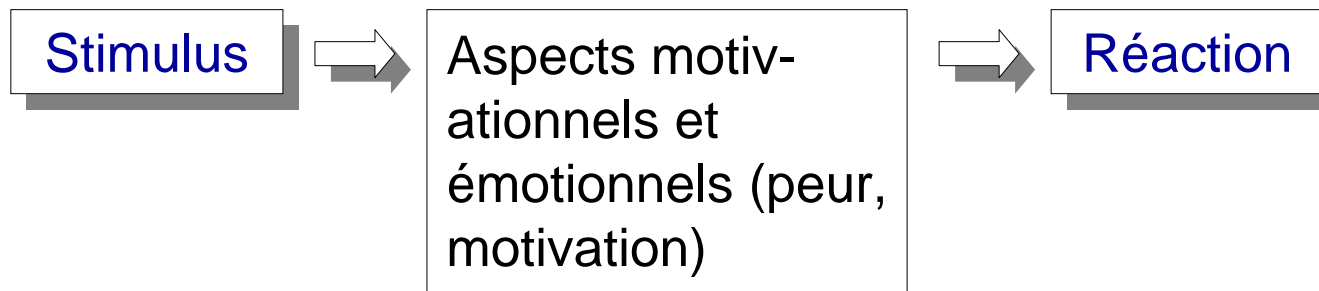 Stimulus
Aspects motiv-
ationnels et
émotionnels (peur,
motivation)
Réaction